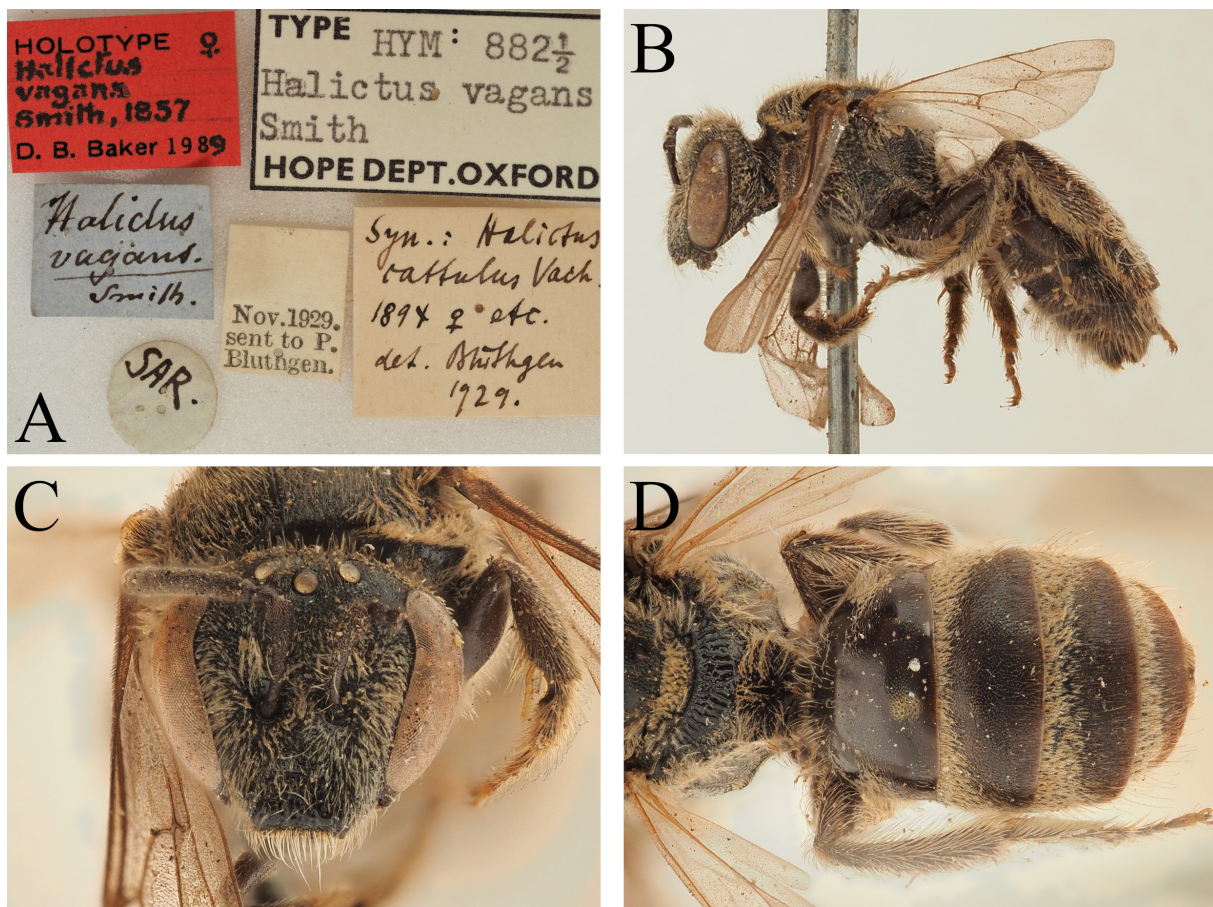 HOLOTYPE ♀
Halictus
vagans
Smith, 1857
D. B. Baker 1989
TYPE HYM: 882½
Halictus vagans
Smith
HOPE DEPT.OXFORD
Halictus
vagans.
Smith.
Nov.1929.
sent to P.
Bluthgen.
Syn.: Halictus
cattulus Vach.
1894 ♀ etc.
det. Blüthgen
1929.
SAR.
A
B
C
D